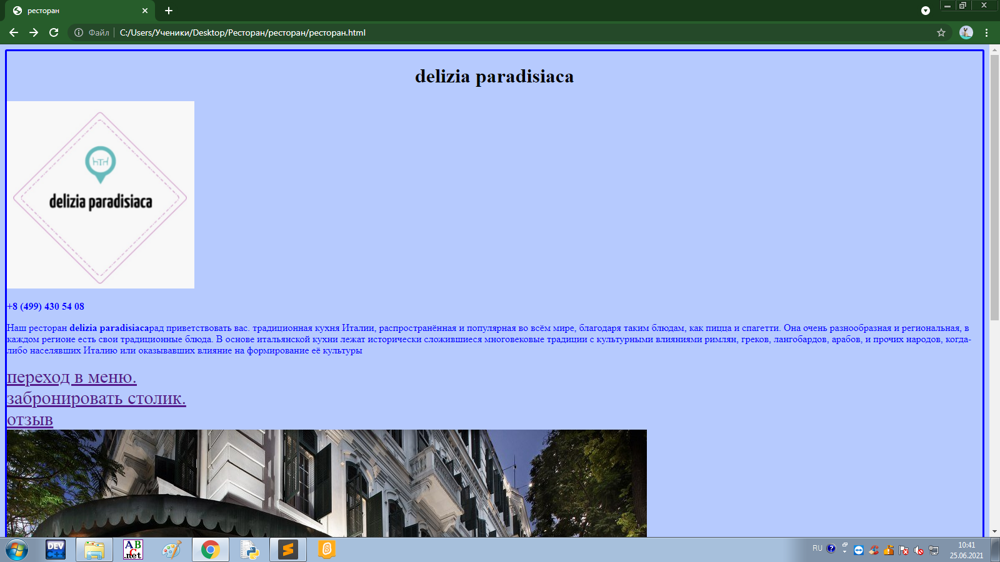 ресторан
Файл
C:/Users/Ученики/Desktop/Ресторан/ресторан/ресторан.html
delizia paradisiaca
HTH
delizia paradisiaca
+8 (499) 430 54 08
Наш ресторан delizia paradisiacaрад приветствовать вас. традиционная кухня Италии, распространённая и популярная во всём мире, благодаря таким блюдам, как пицца и спагетти. Она очень разнообразная и региональная, в
каждом регионе есть свои традиционные блюда. В основе итальянской кухни лежат исторически сложившиеся многовековые традиции с культурными влияниями римлян, греков, лангобардов, арабов, и прочих народов, когда-
либо населявших Италию или оказывавших влияние на формирование её культуры
переход в меню.
забронировать столик.
отзыв
DEV
C++
ABC
.net
RU
10:41
25.06.2021